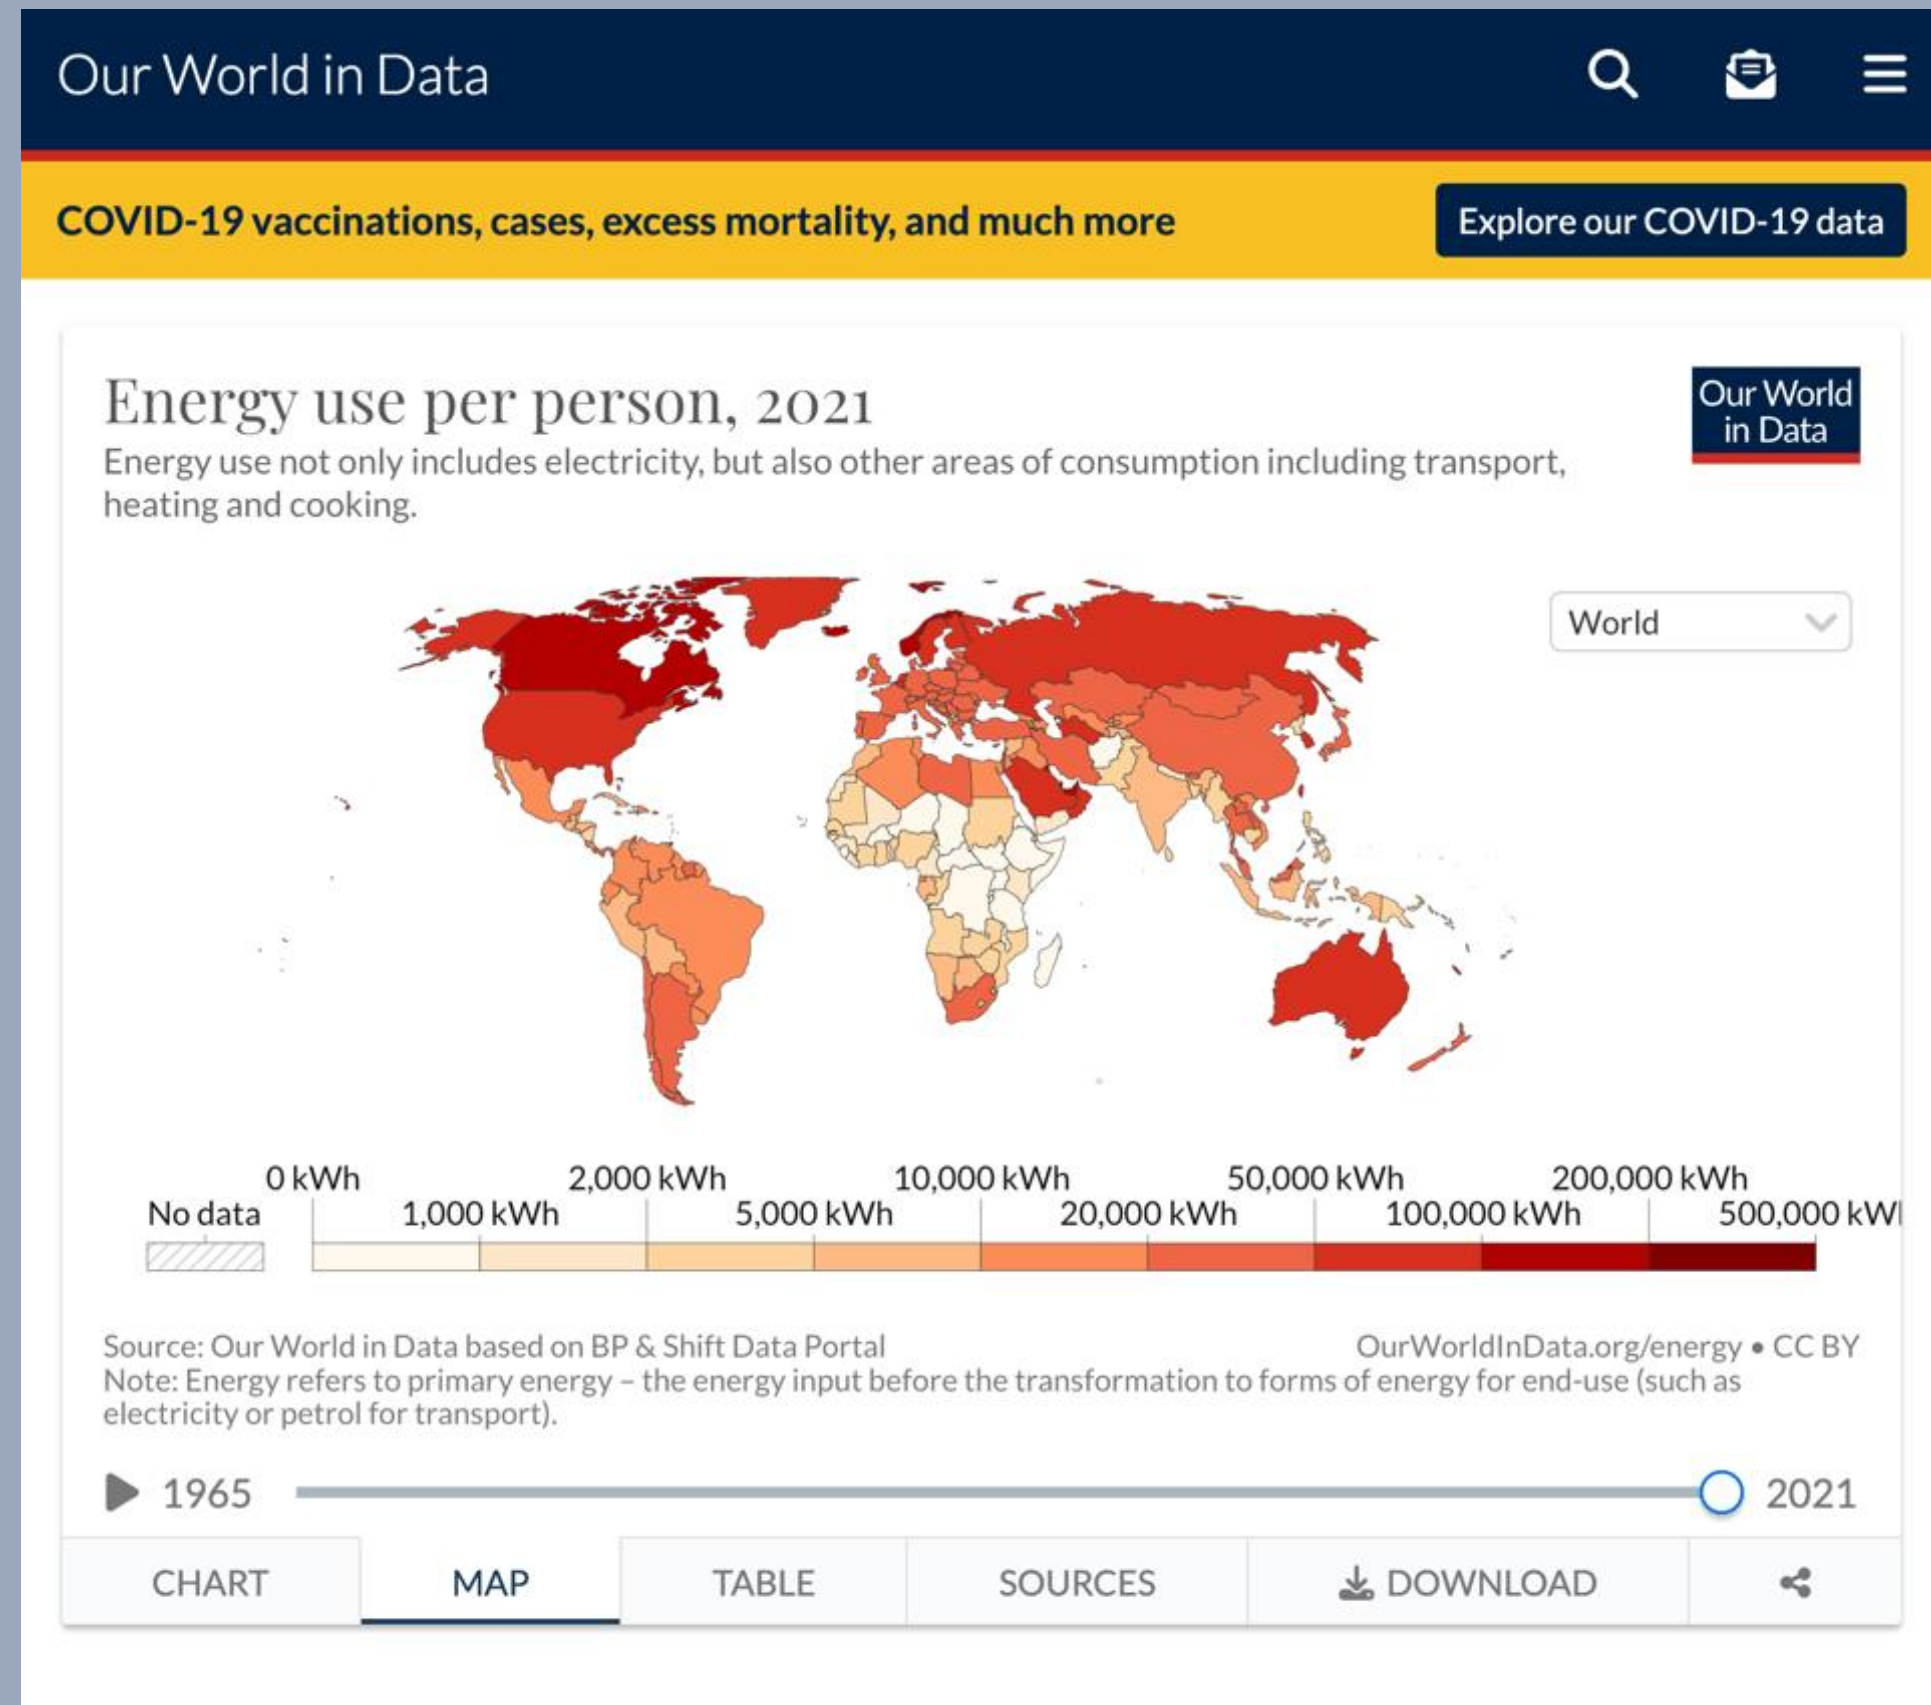 Our World in Data
COVID-19 vaccinations, cases, excess mortality, and much more
Explore our COVID-19 data
Energy use per person, 2021
Our World
in Data
Energy use not only includes electricity, but also other areas of consumption including transport,
heating and cooking.
World
0 kWh 2,000 kWh 10,000 kWh 50,000 kWh 200,000 kWh
No data 1,000 kWh 5,000 kWh 20,000 kWh 100,000 kWh 500,000 kW
Source: Our World in Data based on BP & Shift Data Portal
OurWorldInData.org/energy • CC BY
Note: Energy refers to primary energy – the energy input before the transformation to forms of energy for end-use (such as
electricity or petrol for transport).
1965 2021
CHART MAP TABLE SOURCES DOWNLOAD